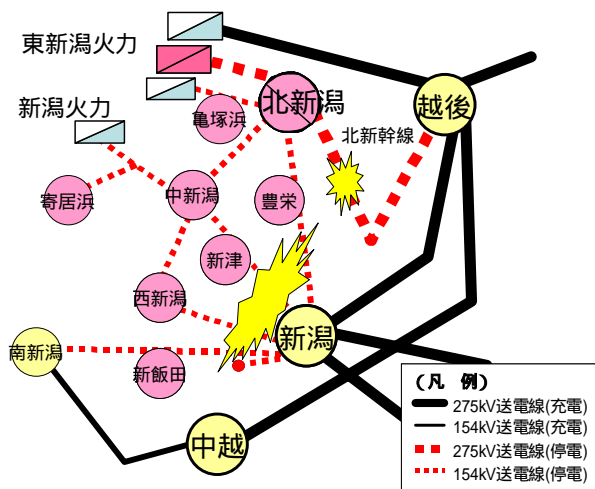 東新潟火力
北新潟
越後
新潟火力
亀塚浜
北新幹線
寄居浜
中新潟
豊栄
新津
西新潟
新潟
南新潟
新飯田
中越
(凡 例)
275kV送電線(充電)
154kV送電線(充電)
275kV送電線(停電)
154kV送電線(停電)